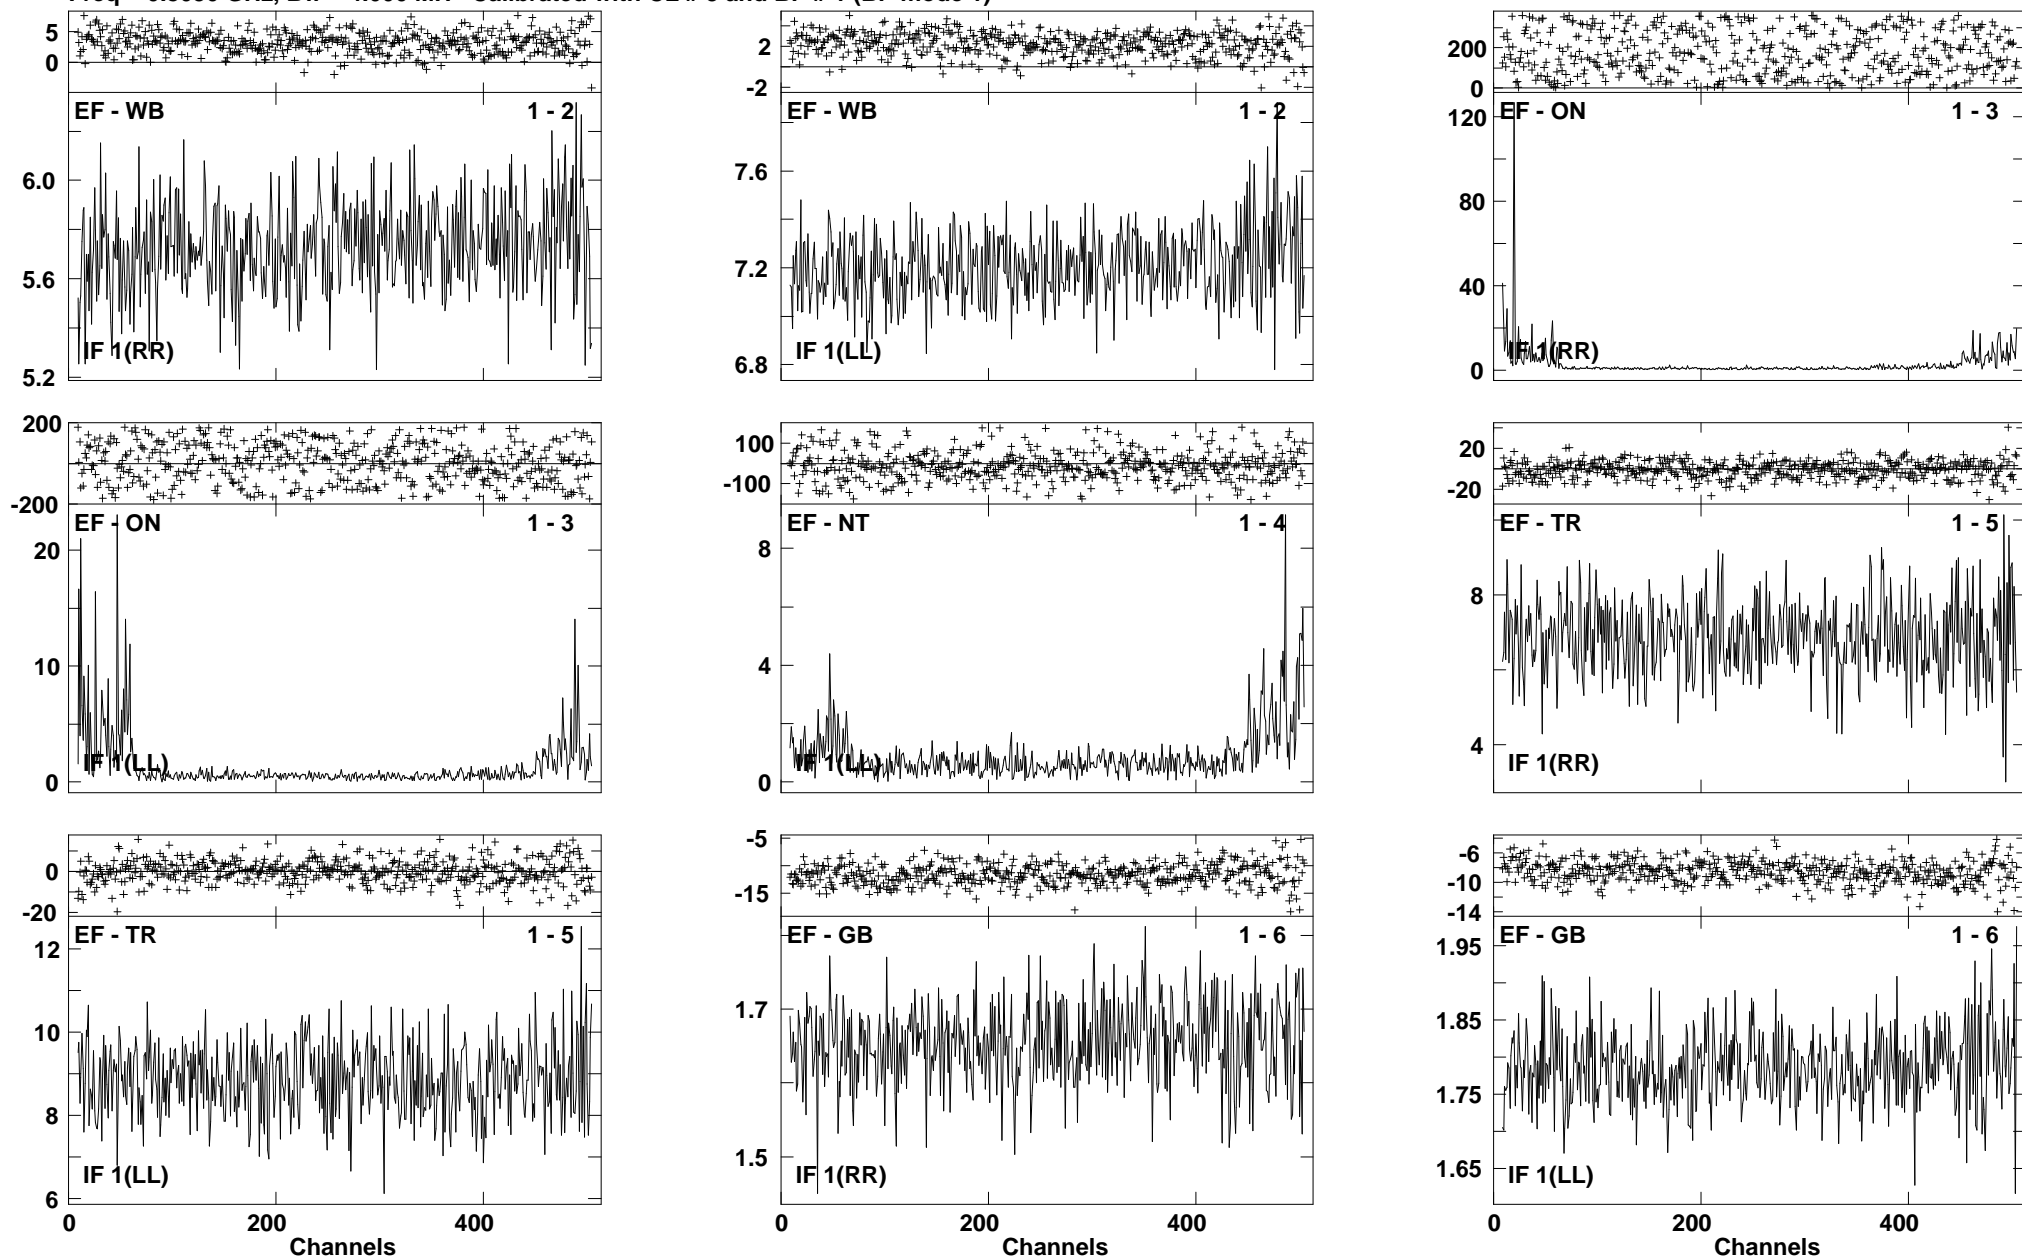 5
0
EF - WB 1 - 2
6.0
5.6
5.2
IF 1(RR)
2
-2
EF - WB 1 - 2
7.6
7.2
6.8
IF 1(LL)
200
0
EF - ON 1 - 3
120
80
40
0
IF 1(RR)
200
-200
EF - ON 1 - 3
20
10
0
IF 1(LL)
100
-100
EF - NT 1 - 4
8
4
0
IF 1(LL)
20
-20
EF - TR 1 - 5
8
4
IF 1(RR)
0
-20
EF - TR 1 - 5
12
10
8
6
IF 1(LL)
0 200 400
Channels
-5
-15
EF - GB 1 - 6
1.7
1.5
IF 1(RR)
0 200 400
Channels
-6
-10
-14
EF - GB 1 - 6
1.95
1.85
1.75
1.65
IF 1(LL)
0 200 400
Channels